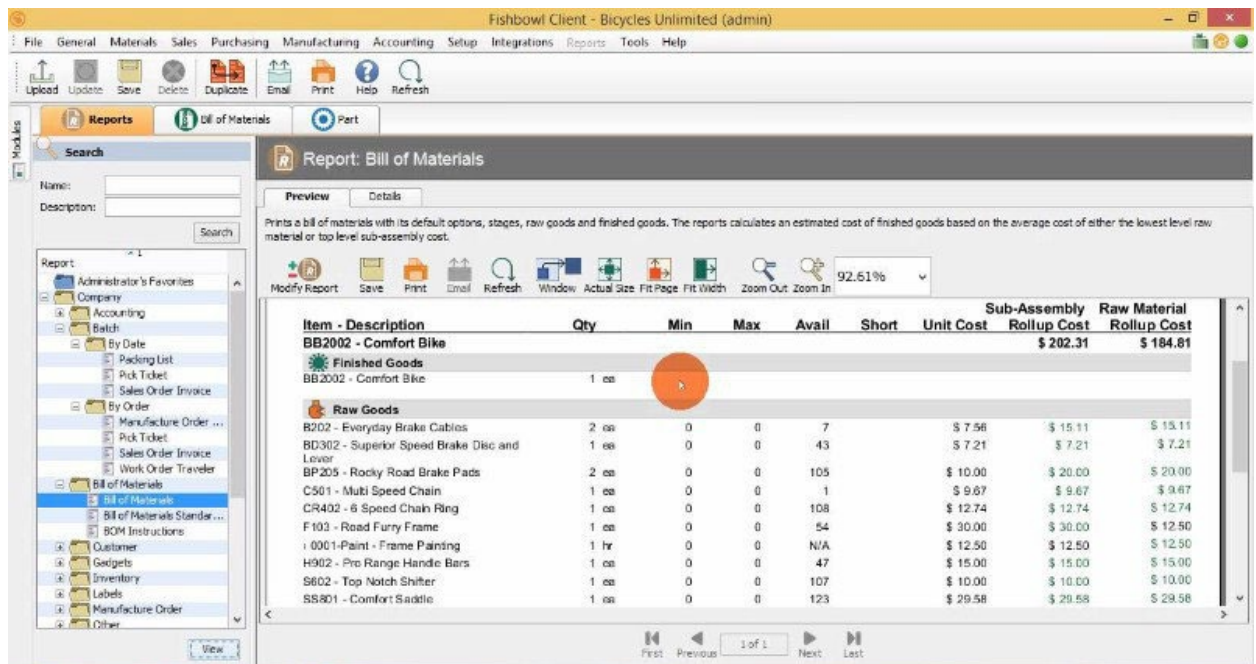 Fishbowl Client - Bicycles Unlimited (admin)
File General Materials Sales Purchasing Manufacturing Accounting Setup Integrations Reports Tools Help
Upload Update Save Delete Duplicate Email Print Help Refresh
Modules
Reports Bill of Materials Part
Search
Name:
Description:
Search
Report
1
Administrator's Favorites
Company
Accounting
Batch
By Date
Packing List
Pick Ticket
Sales Order Invoice
By Order
Manufacture Order ...
Pick Ticket
Sales Order Invoice
Work Order Traveler
Bill of Materials
Bill of Materials
Bill of Materials Standar...
BOM Instructions
Customer
Gadgets
Inventory
Labels
Manufacture Order
Other
View
Report: Bill of Materials
Preview Details
Prints a bill of materials with its default options, stages, raw goods and finished goods. The reports calculates an estimated cost of finished goods based on the average cost of either the lowest level raw
material or top level sub-assembly cost.
Modify Report Save Print Email Refresh Window Actual Size Fit Page Fit Width Zoom Out Zoom In 92.61%
Sub-Assembly Raw Material
Item - Description Qty Min Max Avail Short Unit Cost Rollup Cost Rollup Cost
BB2002 - Comfort Bike $ 202.31 $ 184.81
Finished Goods
BB2002 - Comfort Bike 1 ea
Raw Goods
B202 - Everyday Brake Cables 2 ea 0 0 7 $ 7.56 $ 15.11 $ 15.11
BD302 - Superior Speed Brake Disc and 1 ea 0 0 43 $ 7.21 $ 7.21 $ 7.21
Lever
BP205 - Rocky Road Brake Pads 2 ea 0 0 105 $ 10.00 $ 20.00 $ 20.00
C501 - Multi Speed Chain 1 ea 0 0 1 $ 9.67 $ 9.67 $ 9.67
CR402 - 6 Speed Chain Ring 1 ea 0 0 108 $ 12.74 $ 12.74 $ 12.74
F103 - Road Furry Frame 1 ea 0 0 54 $ 30.00 $ 30.00 $ 12.50
0001-Paint - Frame Painting 1 hr 0 0 N/A $ 12.50 $ 12.50 $ 12.50
H902 - Pro Range Handle Bars 1 ea 0 0 47 $ 15.00 $ 15.00 $ 15.00
S602 - Top Notch Shifter 1 ea 0 0 107 $ 10.00 $ 10.00 $ 10.00
SS801 - Comfort Saddle 1 ea 0 0 123 $ 29.58 $ 29.58 $ 29.58
First Previous 1 of 1 Next Last